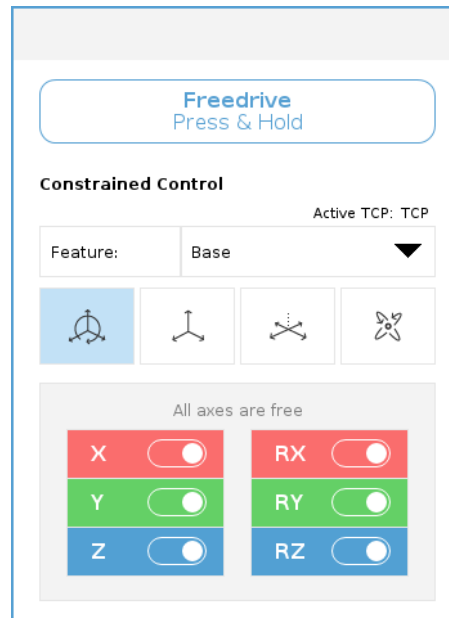 Freedrive
Press & Hold
Constrained Control
Active TCP: TCP
Feature: Base
All axes are free
X RX
Y RY
Z RZ